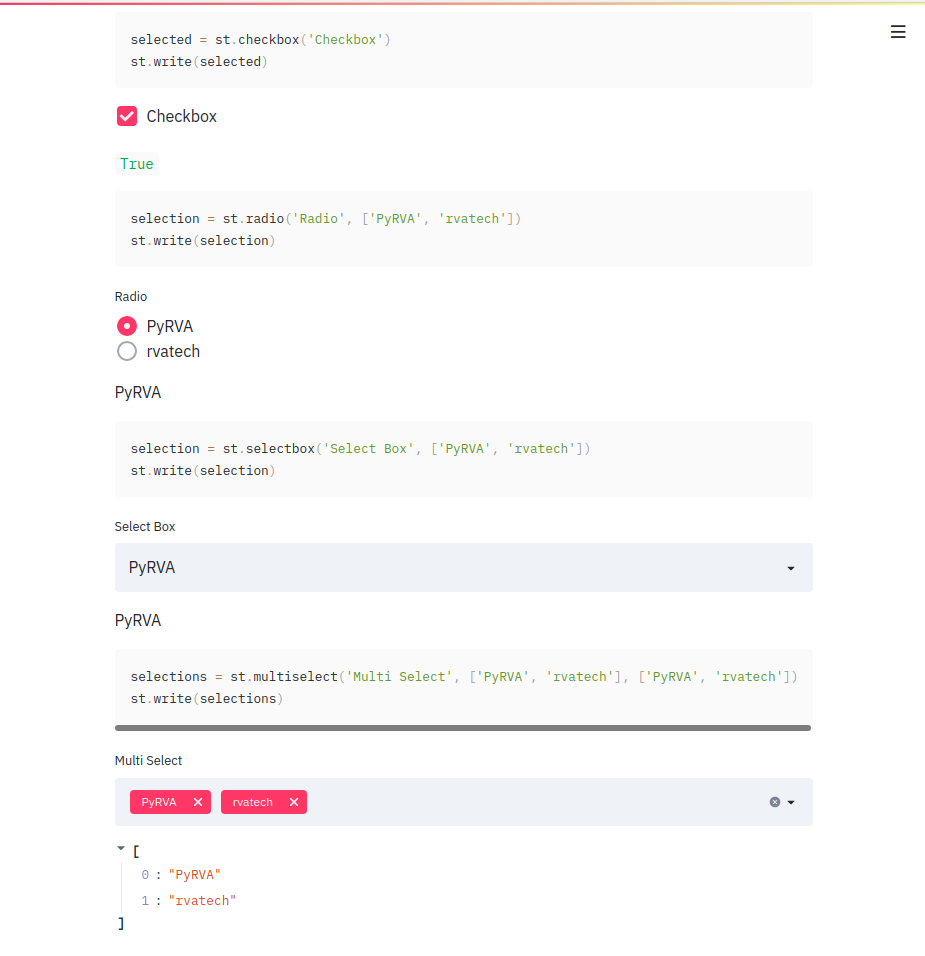 selected = st.checkbox('Checkbox')
st.write(selected)
Checkbox
True
selection = st.radio('Radio', ['PyRVA', 'rvatech'])
st.write(selection)
Radio
PyRVA
rvatech
PyRVA
selection = st.selectbox('Select Box', ['PyRVA', 'rvatech'])
st.write(selection)
Select Box
PyRVA
PyRVA
selections = st.multiselect('Multi Select', ['PyRVA', 'rvatech'], ['PyRVA', 'rvatech'])
st.write(selections)
Multi Select
PyRVA rvatech
[
0 : "PyRVA"
1 : "rvatech"
]